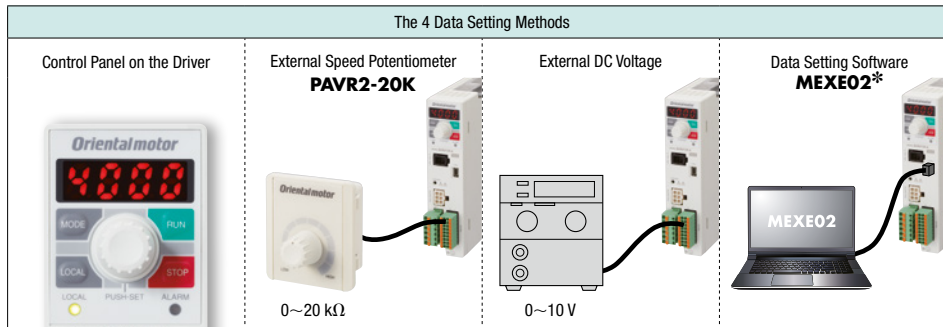 The 4 Data Setting Methods
Control Panel on the Driver
Orientalmotor
4000
MODE
RUN
LOCAL
STOP
LOCAL
PUSH-SET
ALARM
External Speed Potentiometer
PAVR2-20K
Orientalmotor
LOW
HIGH
0~20 kΩ
External DC Voltage
0~10 V
Data Setting Software
MEXE02*
MEXE02